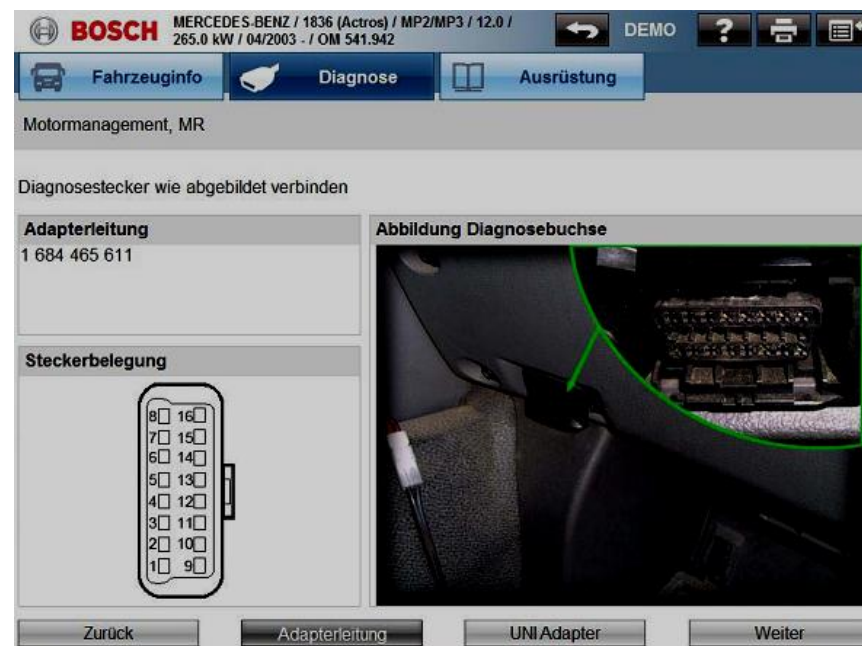 BOSCH
MERCEDES-BENZ / 1836 (Actros) / MP2/MP3 / 12.0 /
265.0 kW / 04/2003 - / OM 541.942
DEMO
?
Fahrzeuginfo
Diagnose
Ausrüstung
Motormanagement, MR
Diagnosestecker wie abgebildet verbinden
Adapterleitung
1 684 465 611
Abbildung Diagnosebuchse
Steckerbelegung
8 16
7 15
6 14
5 13
4 12
3 11
2 10
1 9
Zurück
Adapterleitung
UNI Adapter
Weiter